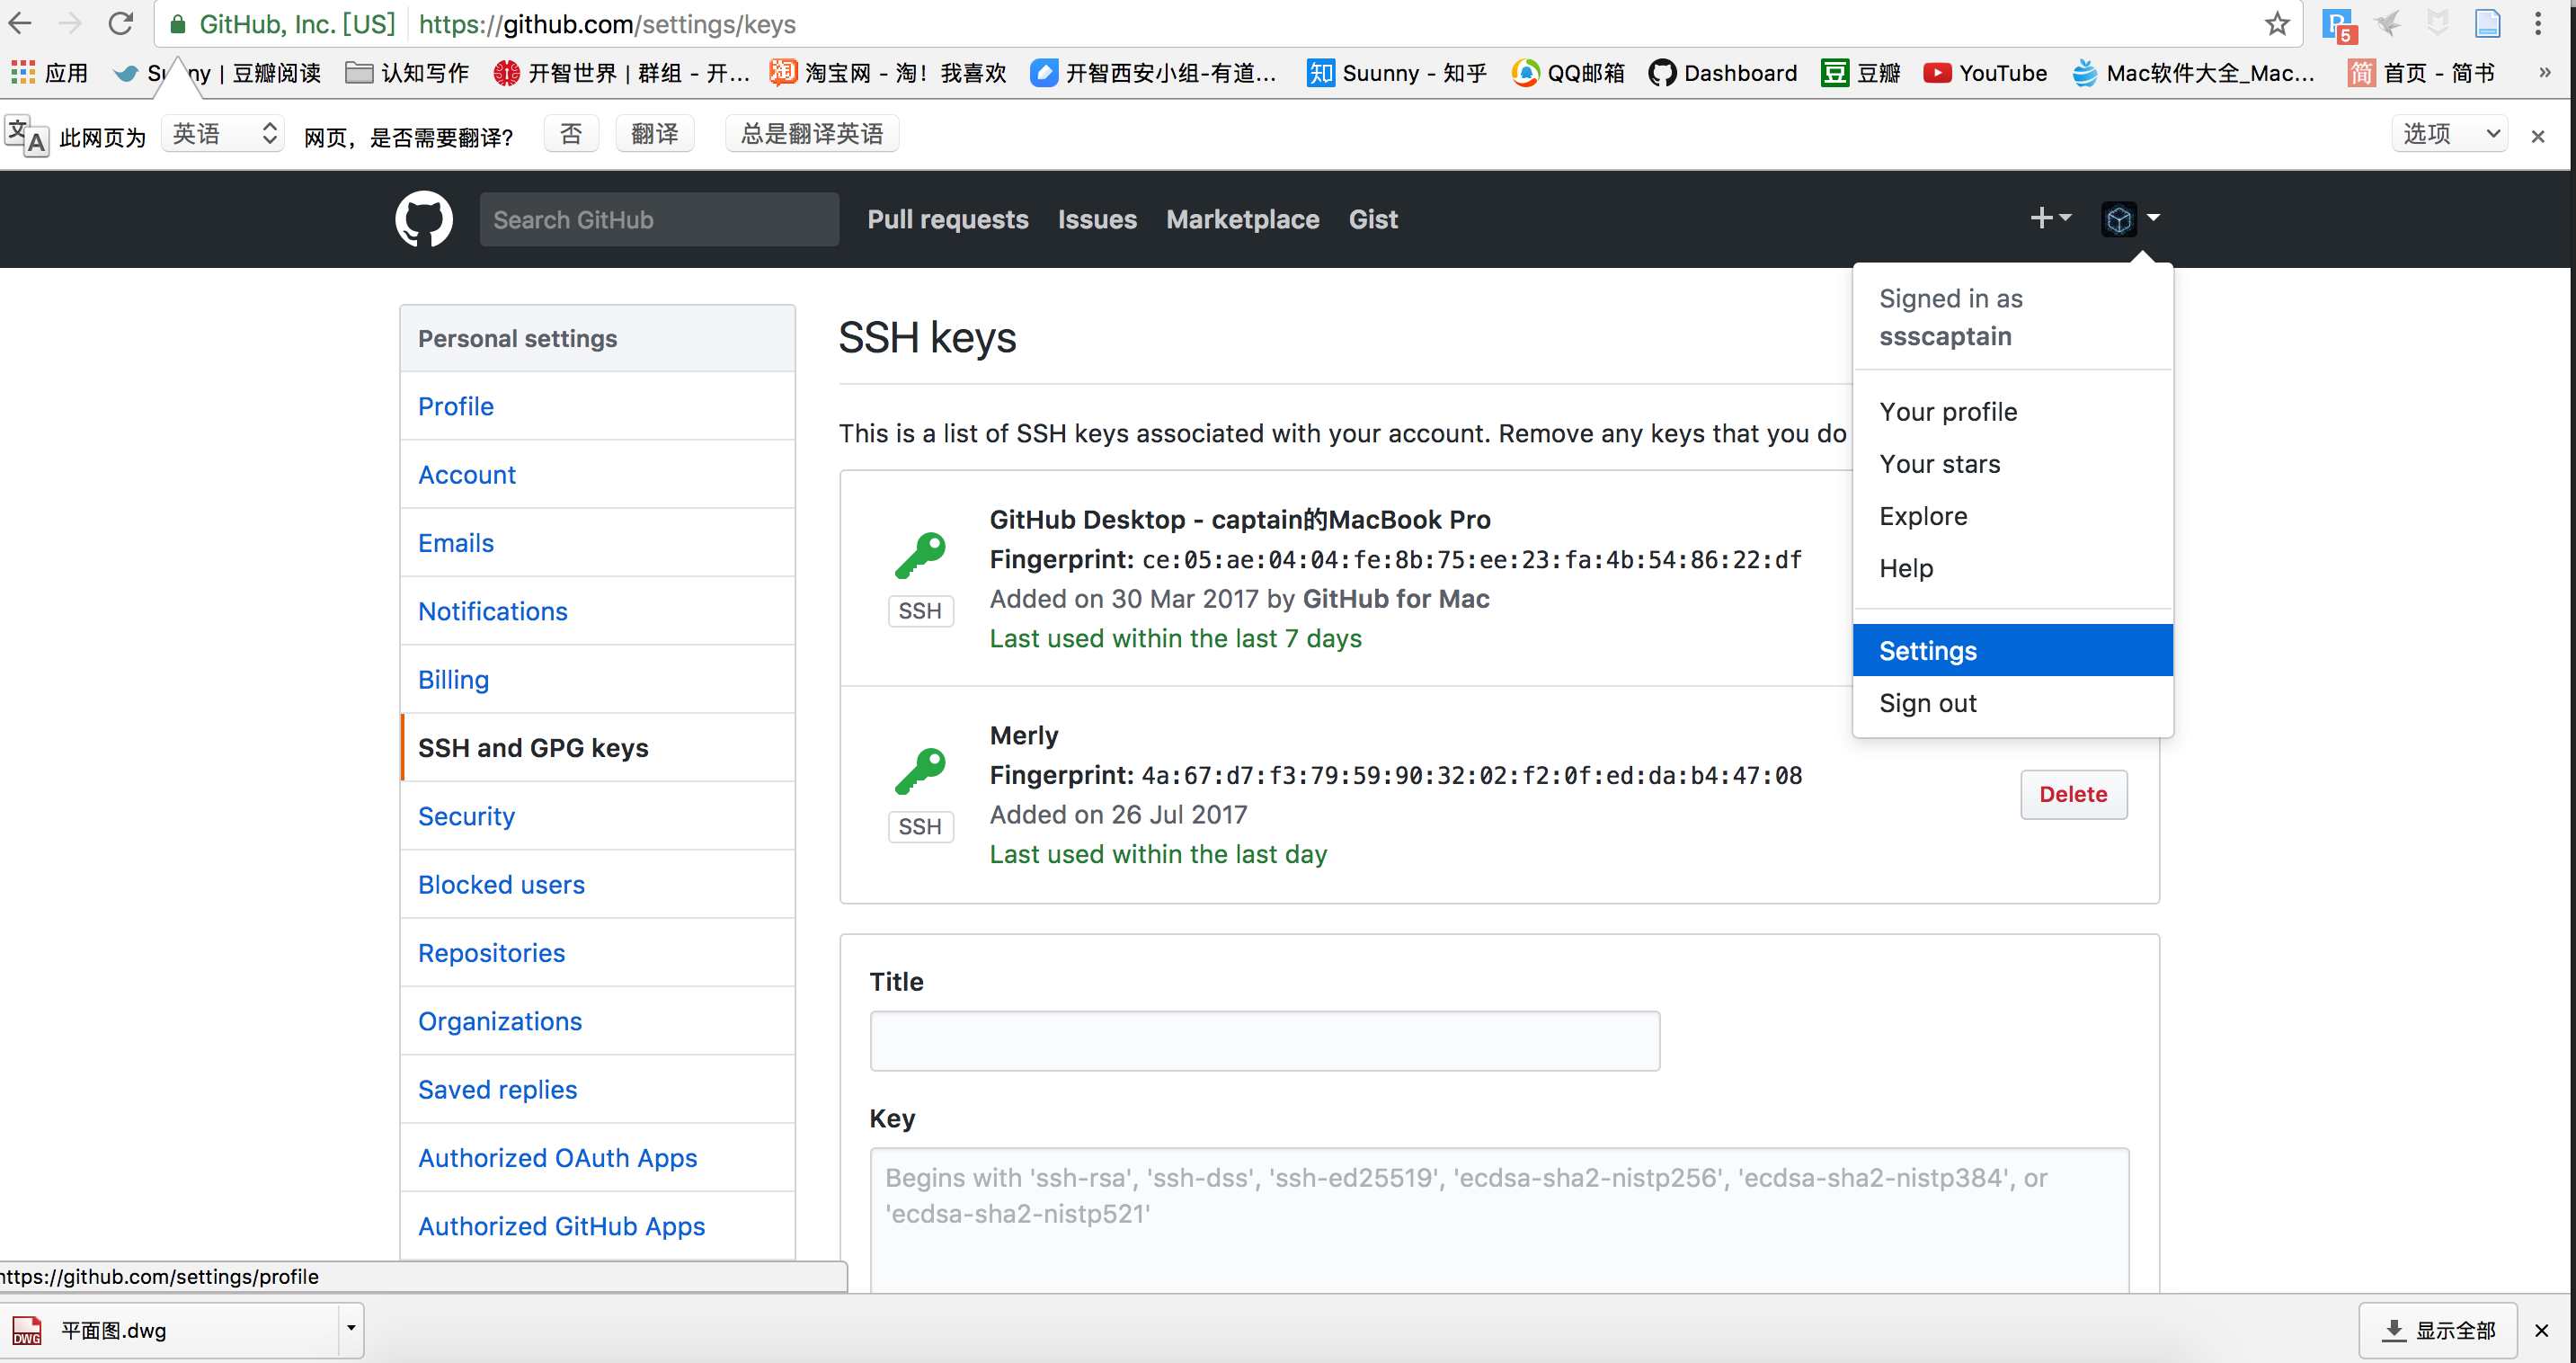 GitHub, Inc. [US] https://github.com/settings/keys
5
应用 Su ny | 豆瓣阅读 认知写作 开智世界 | 群组 - 开... 淘宝网 - 淘！我喜欢 开智西安小组-有道... Suunny - 知乎 QQ邮箱 Dashboard 豆瓣 YouTube Mac软件大全_Mac... 首页 - 简书 »
此网页为 英语 网页，是否需要翻译? 否 翻译 总是翻译英语 选项
Search GitHub Pull requests Issues Marketplace Gist
Signed in as
ssscaptain
Your profile
Your stars
Explore
Help
Settings
Sign out
Personal settings
Profile
Account
Emails
Notifications
Billing
SSH and GPG keys
Security
Blocked users
Repositories
Organizations
Saved replies
Authorized OAuth Apps
Authorized GitHub Apps
SSH keys
This is a list of SSH keys associated with your account. Remove any keys that you do
GitHub Desktop - captain的MacBook Pro
Fingerprint: ce:05:ae:04:04:fe:8b:75:ee:23:fa:4b:54:86:22:df
Added on 30 Mar 2017 by GitHub for Mac
Last used within the last 7 days
SSH
Merly
Fingerprint: 4a:67:d7:f3:79:59:90:32:02:f2:0f:ed:da:b4:47:08
Added on 26 Jul 2017
Last used within the last day
SSH
Delete
Title
Key
Begins with 'ssh-rsa', 'ssh-dss', 'ssh-ed25519', 'ecdsa-sha2-nistp256', 'ecdsa-sha2-nistp384', or
'ecdsa-sha2-nistp521'
https://github.com/settings/profile
DWG 平面图.dwg 显示全部